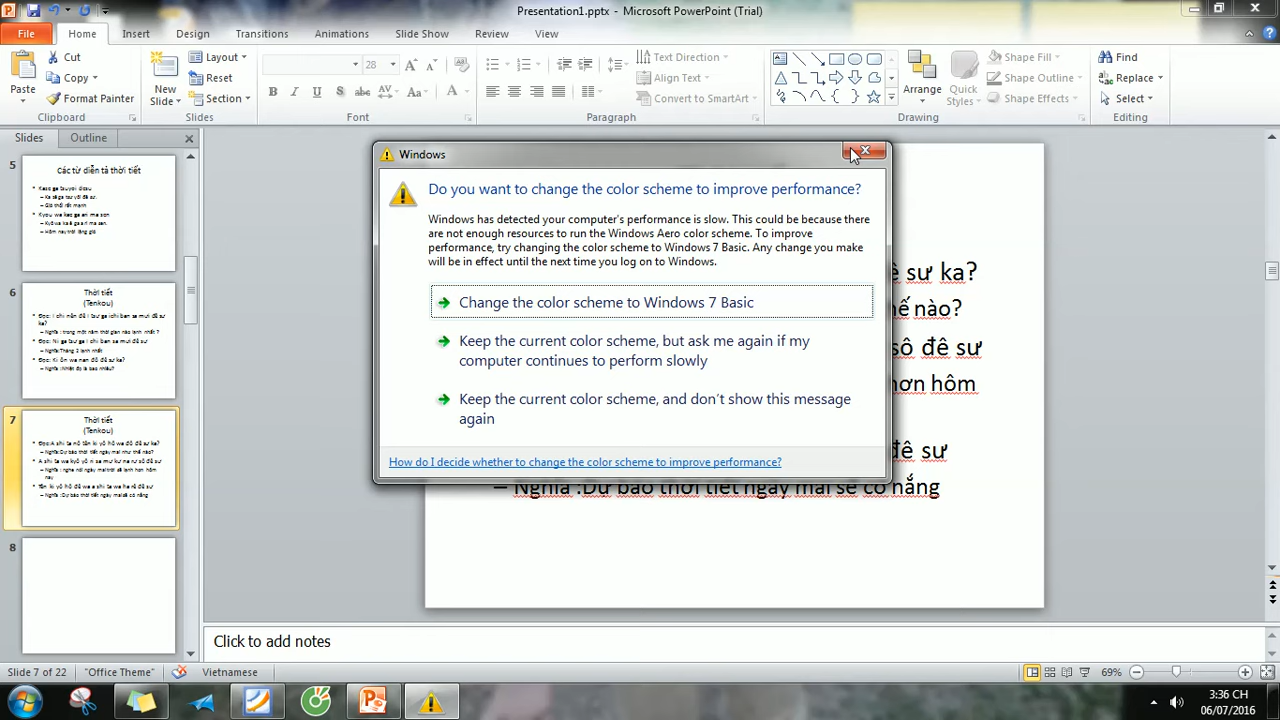 Presentation1.pptx - Microsoft PowerPoint (Trial)
File Home Insert Design Transitions Animations Slide Show Review View
Cut
Copy
Format Painter
Paste
Clipboard
New Slide
Layout
Reset
Section
Slides
28
Font
Text Direction
Align Text
Convert to SmartArt
Paragraph
Arrange
Quick Styles
Shape Fill
Shape Outline
Shape Effects
Drawing
Find
Replace
Select
Editing
Slides Outline
5
Các từ diễn tả thời tiết
6
Thời tiết
(Tenkou)
7
Thời tiết
(Tenkou)
8
Windows
Do you want to change the color scheme to improve performance?
Windows has detected your computer's performance is slow. This could be because there
are not enough resources to run the Windows Aero color scheme. To improve
performance, try changing the color scheme to Windows 7 Basic. Any change you make
will be in effect until the next time you log on to Windows.
Change the color scheme to Windows 7 Basic
Keep the current color scheme, but ask me again if my
computer continues to perform slowly
Keep the current color scheme, and don't show this message
again
How do I decide whether to change the color scheme to improve performance?
sư ka?
nào?
sô đê sư
hơn hôm
đê sư
– Nghĩa :Dự báo thời tiết ngày mai sẽ có nắng
Click to add notes
Slide 7 of 22 "Office Theme" Vietnamese 69%
3:36 CH
06/07/2016